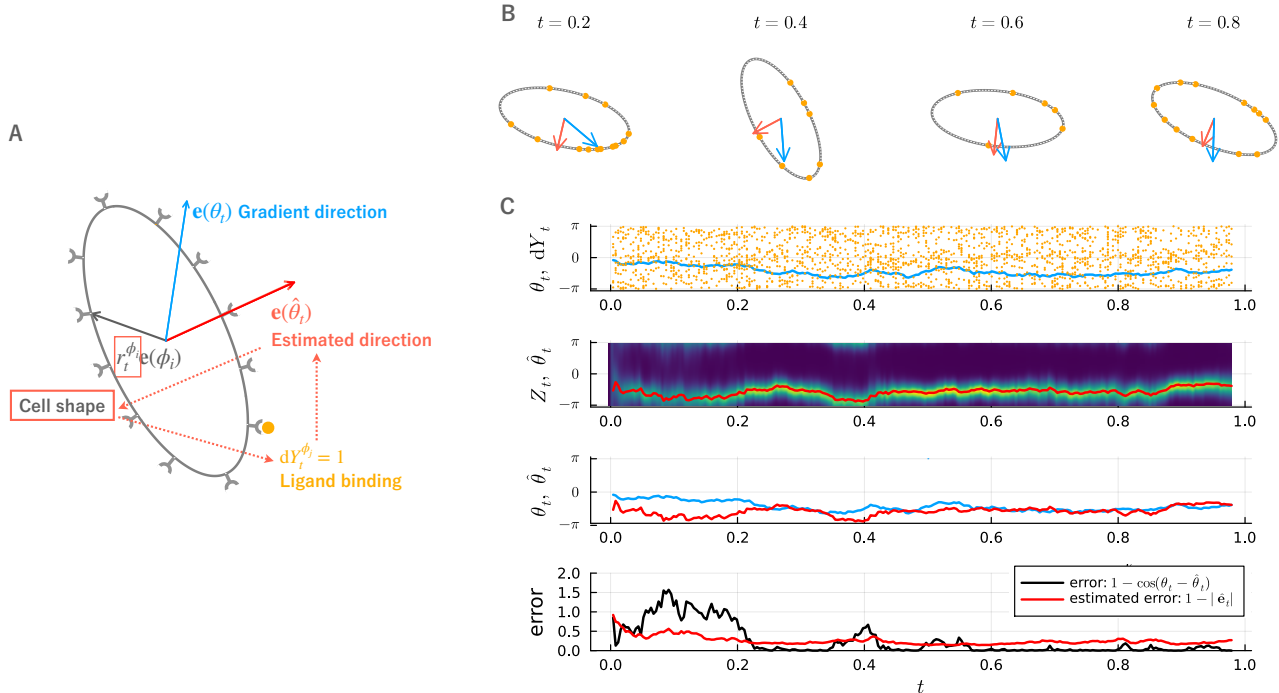 A
e(θ_t) Gradient direction
e(θ̂_t)
Estimated direction
r_t^{ϕ_i} e(ϕ_i)
Cell shape
dY_t^{ϕ_j} = 1
Ligand binding
B
t = 0.2
t = 0.4
t = 0.6
t = 0.8
C
θ_t, dY_t
π
0
−π
0.0 0.2 0.4 0.6 0.8 1.0
Z_t, θ̂_t
π
0
−π
0.0 0.2 0.4 0.6 0.8 1.0
θ_t, θ̂_t
π
0
−π
0.0 0.2 0.4 0.6 0.8 1.0
error
2.0
1.5
1.0
0.5
0.0
error: 1 − cos(θ_t − θ̂_t)
estimated error: 1 − | ê_t|
0.0 0.2 0.4 0.6 0.8 1.0
t